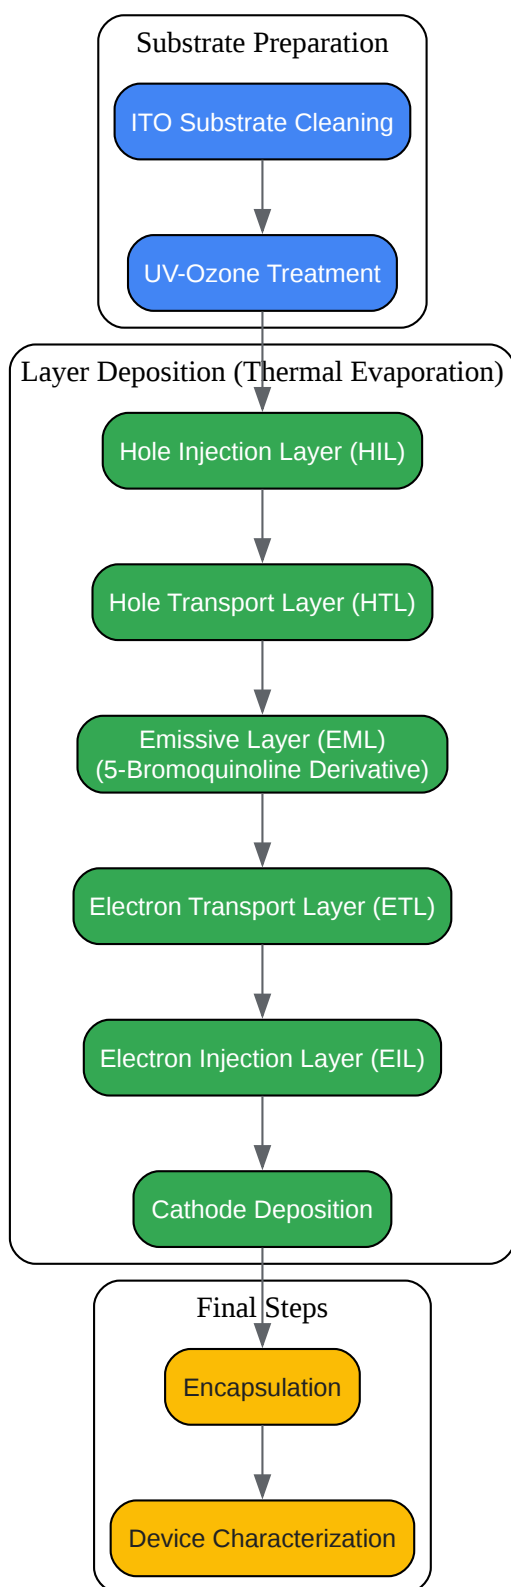 Substrate Preparation
ITO Substrate Cleaning
UV-Ozone Treatment
Layer Deposition (Thermal Evaporation)
Hole Injection Layer (HIL)
Hole Transport Layer (HTL)
Emissive Layer (EML)
(5-Bromoquinoline Derivative)
Electron Transport Layer (ETL)
Electron Injection Layer (EIL)
Cathode Deposition
Final Steps
Encapsulation
Device Characterization